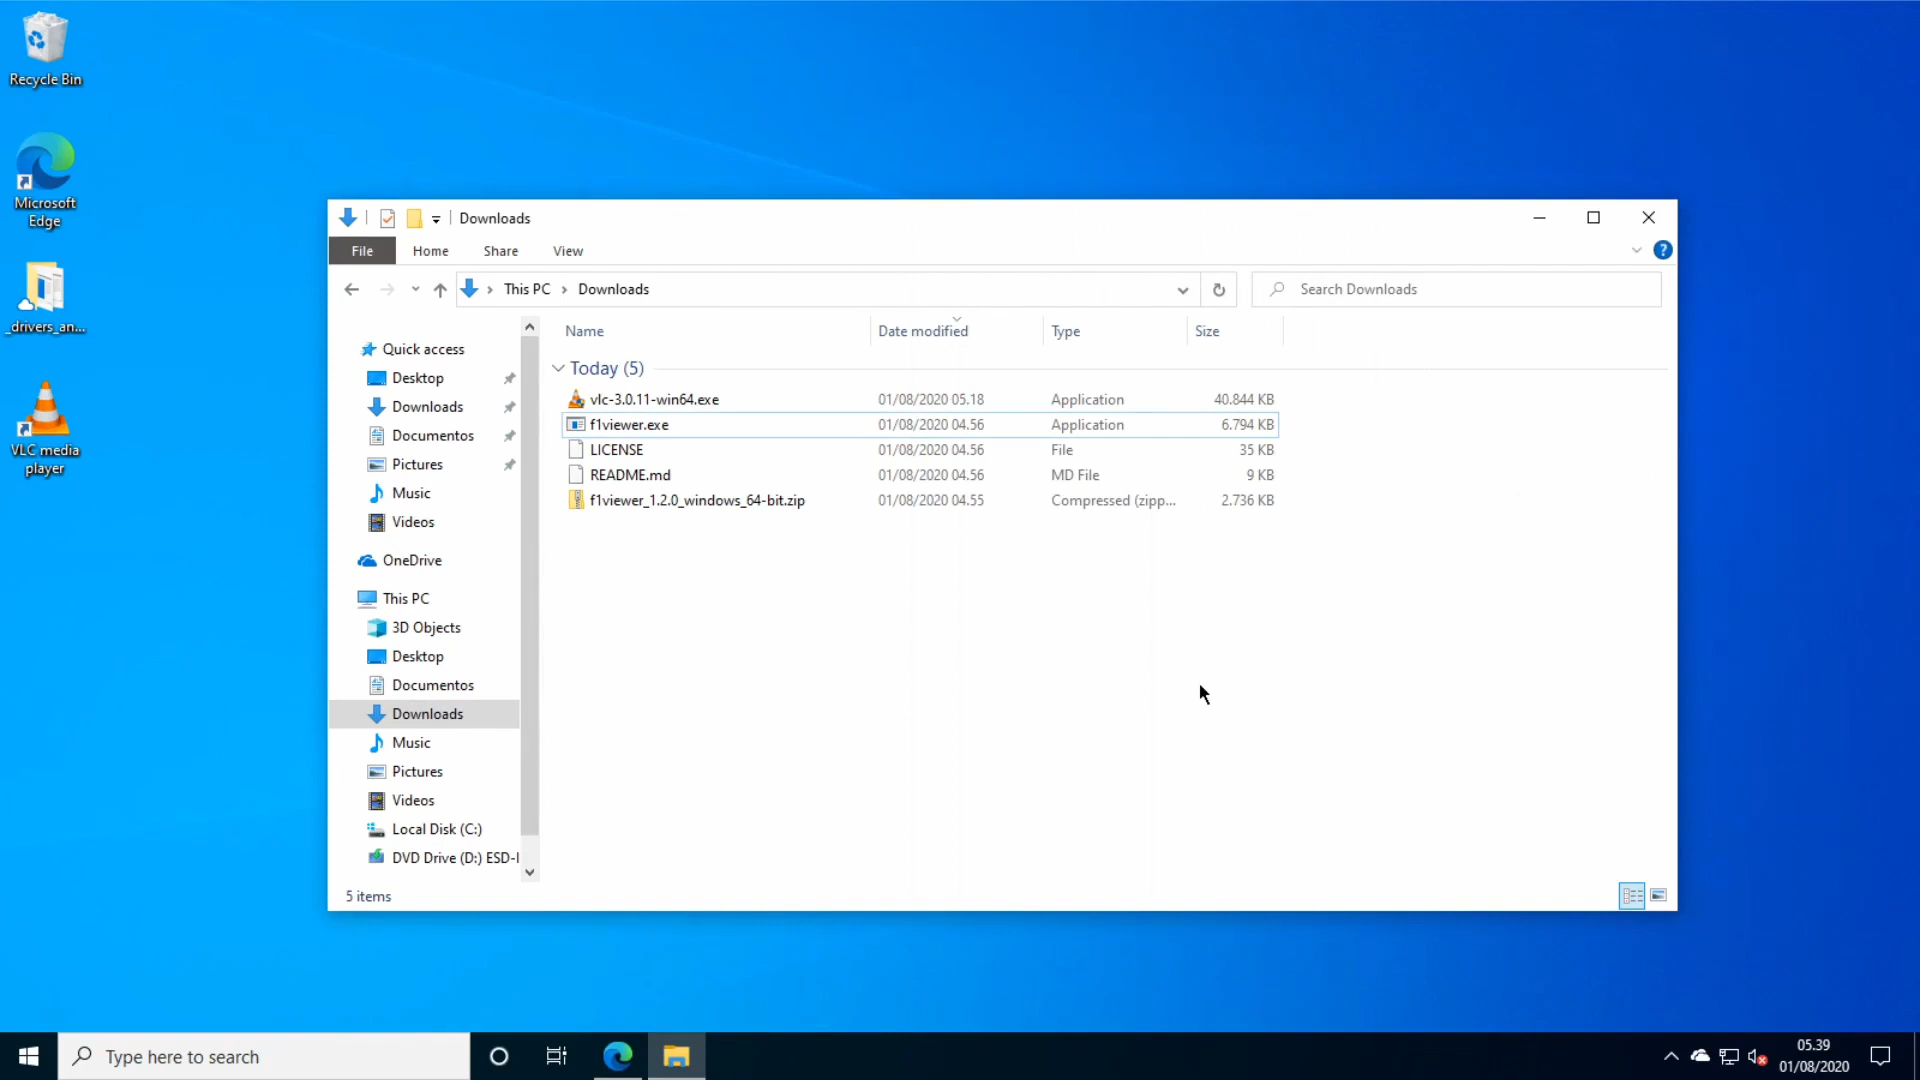 Recycle Bin
Microsoft
Edge
_drivers_an...
VLC media
player
Downloads
File
Home
Share
View
?
This PC
Downloads
Search Downloads
Name
Date modified
Type
Size
Today (5)
vlc-3.0.11-win64.exe 01/08/2020 05.18 Application 40.844 KB
f1viewer.exe 01/08/2020 04.56 Application 6.794 KB
LICENSE 01/08/2020 04.56 File 35 KB
README.md 01/08/2020 04.56 MD File 9 KB
f1viewer_1.2.0_windows_64-bit.zip 01/08/2020 04.55 Compressed (zipp... 2.736 KB
Quick access
Desktop
Downloads
Documentos
Pictures
Music
Videos
OneDrive
This PC
3D Objects
Desktop
Documentos
Downloads
Music
Pictures
Videos
Local Disk (C:)
DVD Drive (D:) ESD-I
5 items
Type here to search
05.39
01/08/2020